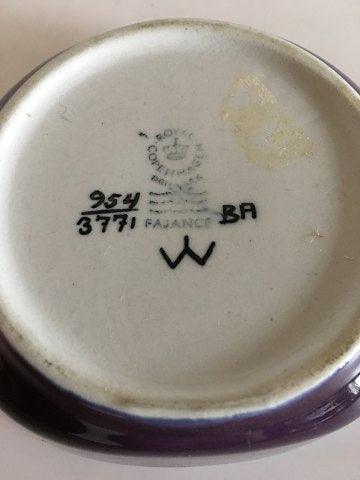 ROYAL
COPENHAGEN
DENMARK
954
3771 FAJANCE BA
W